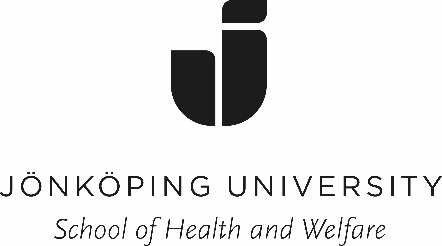 JÖNKÖPING UNIVERSITY
School of Health and Welfare